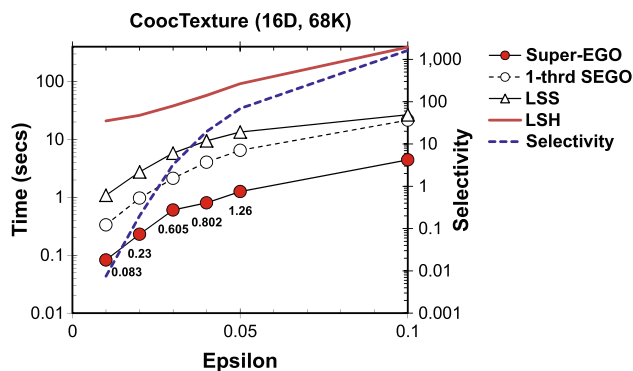 CoocTexture (16D, 68K)
Time (secs)
100
10
1
0.1
0.01
0.083
0.23
0.605
0.802
1.26
0
0.05
0.1
Epsilon
1,000
100
10
1
0.1
0.01
0.001
Selectivity
Super-EGO
1-thrd SEGO
LSS
LSH
Selectivity